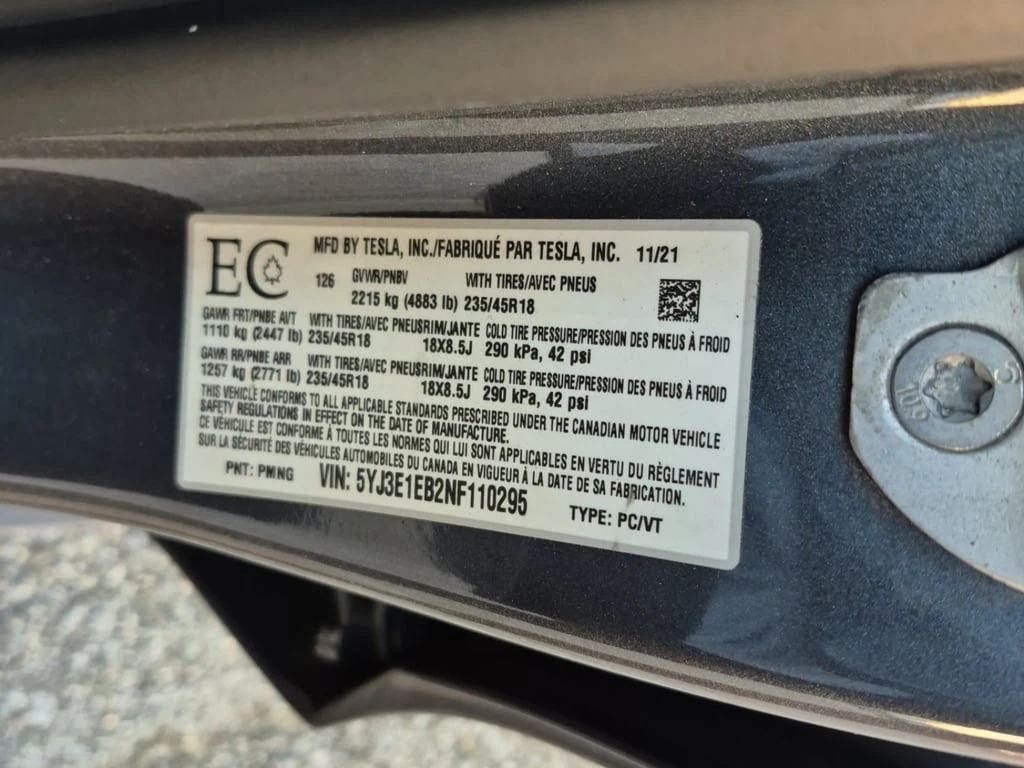 EC MFD BY TESLA, INC./FABRIQUÉ PAR TESLA, INC. 11/21
126 GVWR/PNBV WITH TIRES/AVEC PNEUS
2215 kg (4883 lb) 235/45R18
GAWR FRT/PNBE AVT WITH TIRES/AVEC PNEUS RIM/JANTE COLD TIRE PRESSURE/PRESSION DES PNEUS À FROID
1110 kg (2447 lb) 235/45R18 18X8.5J 290 kPa, 42 psi
GAWR RR/PNBE ARR WITH TIRES/AVEC PNEUS RIM/JANTE COLD TIRE PRESSURE/PRESSION DES PNEUS À FROID
1257 kg (2771 lb) 235/45R18 18X8.5J 290 kPa, 42 psi
THIS VEHICLE CONFORMS TO ALL APPLICABLE STANDARDS PRESCRIBED UNDER THE CANADIAN MOTOR VEHICLE
SAFETY REGULATIONS IN EFFECT ON THE DATE OF MANUFACTURE.
CE VÉHICULE EST CONFORME À TOUTES LES NORMES QUI LUI SONT APPLICABLES EN VERTU DU RÈGLEMENT
SUR LA SÉCURITÉ DES VÉHICULES AUTOMOBILES DU CANADA EN VIGUEUR À LA DATE DE SA FABRICATION.
PNT: PMNG VIN: 5YJ3E1EB2NF110295 TYPE: PC/VT